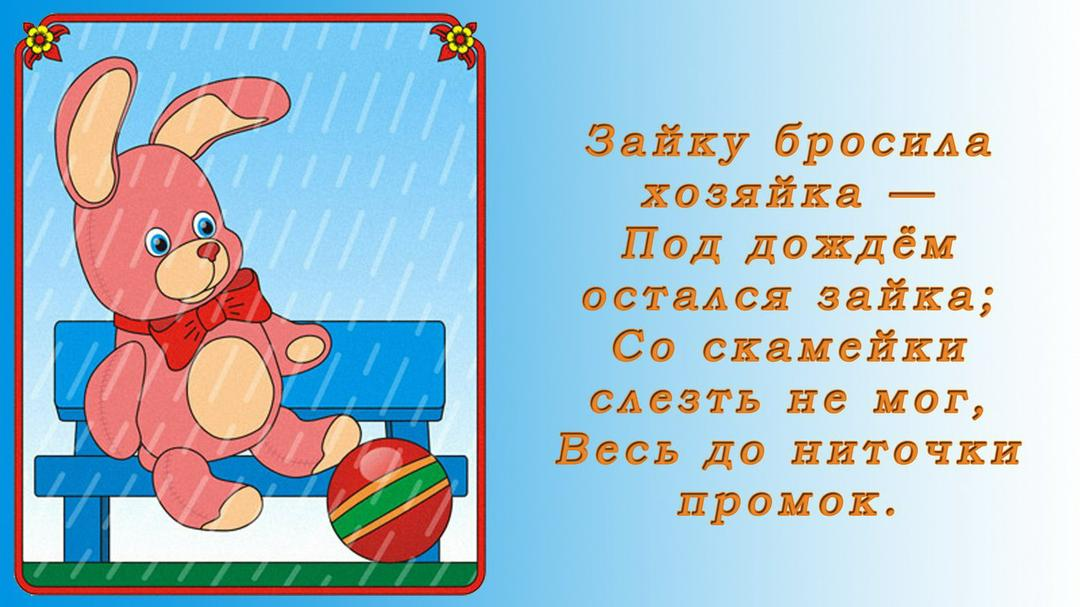 Зайку бросила
хозяйка —
Под дождём
остался зайка;
Со скамейки
слезть не мог,
Весь до ниточки
промок.